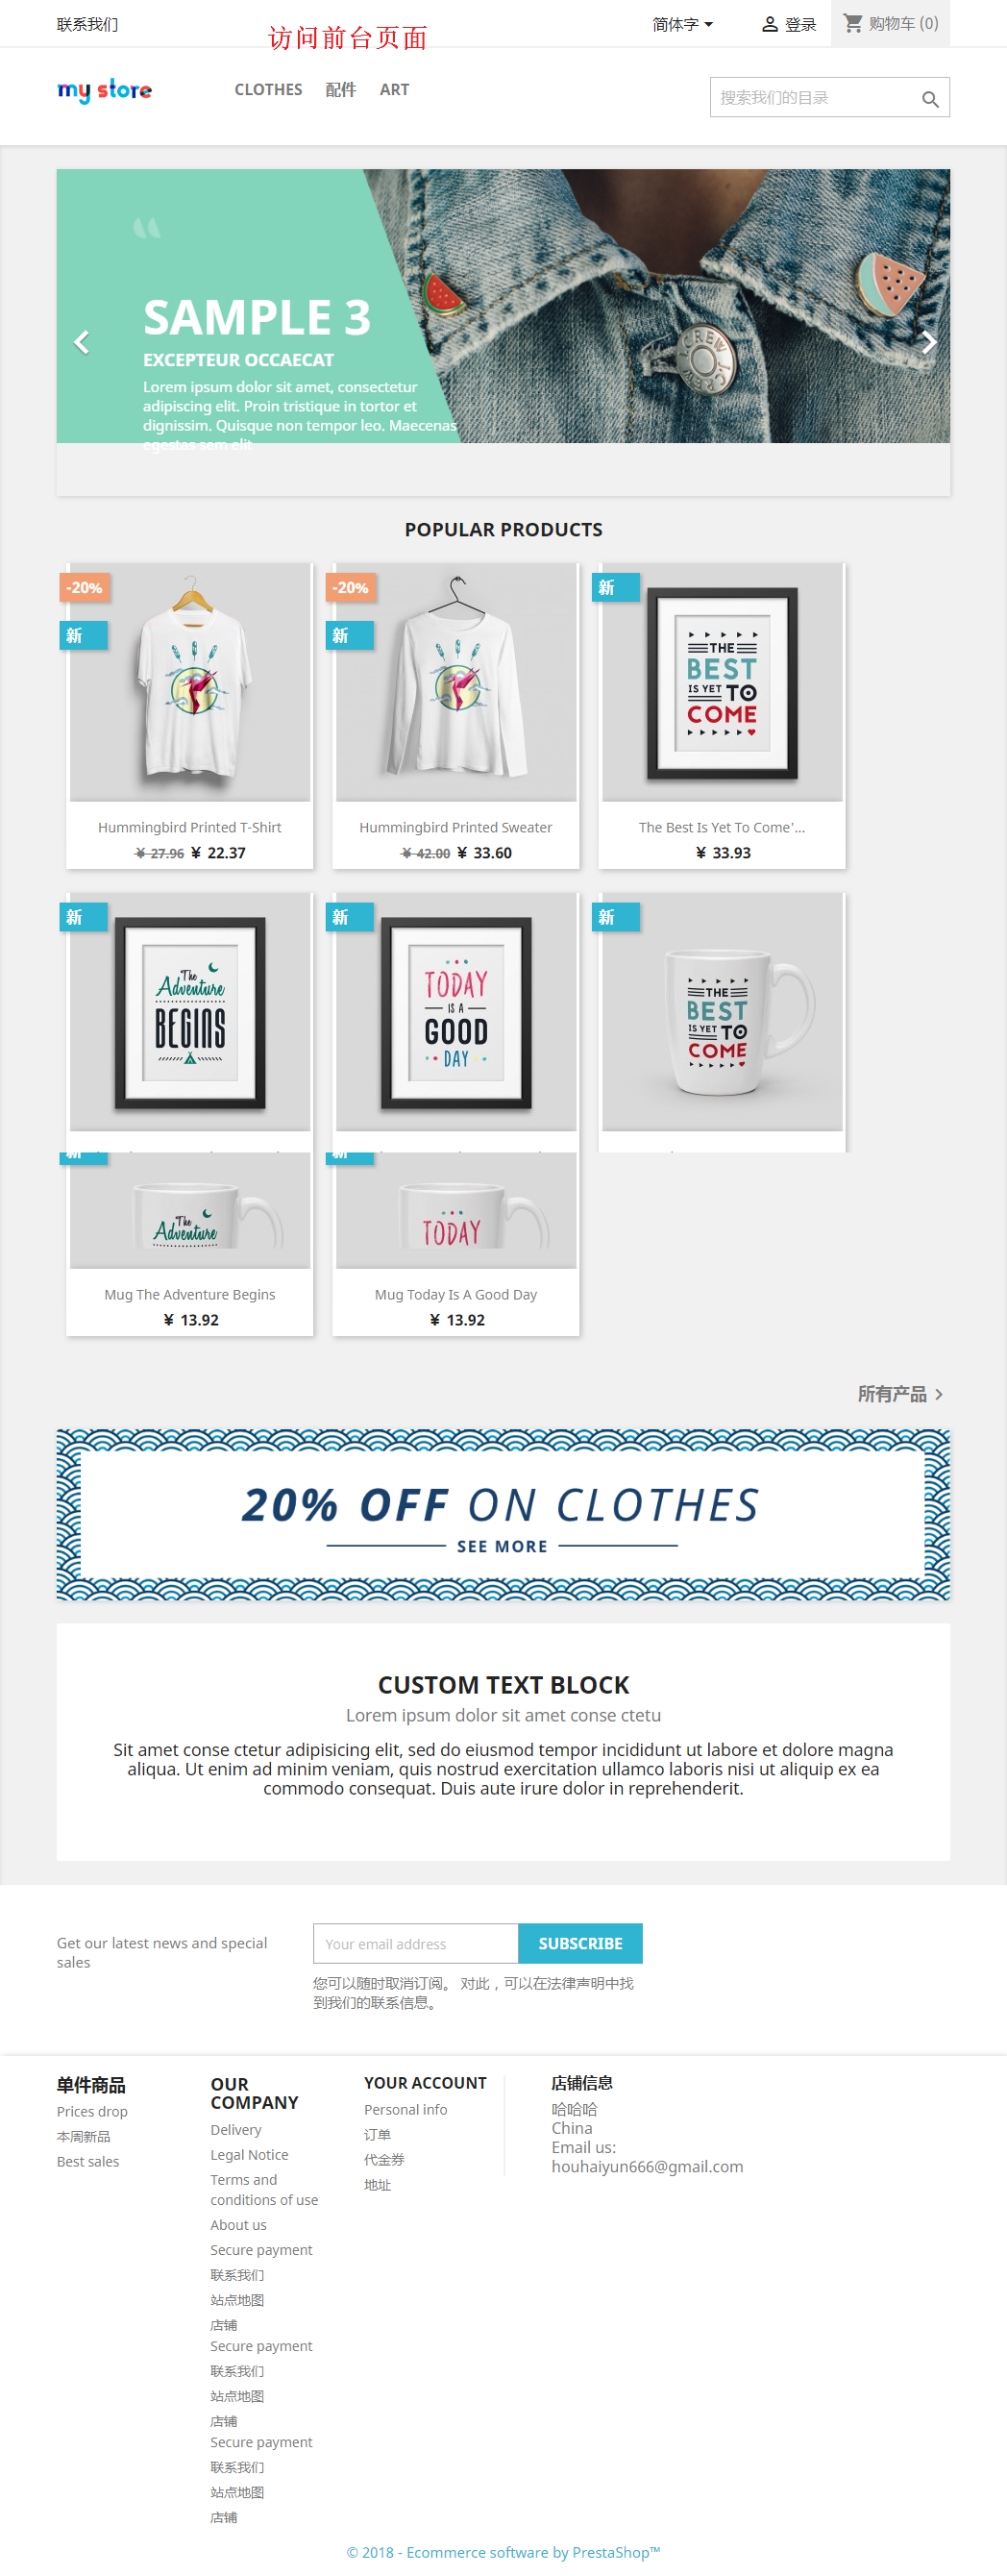 联系我们
访问前台页面
简体字
登录
购物车 (0)
my store
CLOTHES 配件 ART
搜索我们的目录
SAMPLE 3
EXCEPTEUR OCCAECAT
Lorem ipsum dolor sit amet, consectetur
adipiscing elit. Proin tristique in tortor et
dignissim. Quisque non tempor leo. Maecenas
egestas sem elit
J.CREW
POPULAR PRODUCTS
-20%
新
Hummingbird Printed T-Shirt
¥ 27.96 ¥ 22.37
-20%
新
Hummingbird Printed Sweater
¥ 42.00 ¥ 33.60
新
THE
BEST
IS YET TO
COME
The Best Is Yet To Come'...
¥ 33.93
新
The
Adventure
BEGINS
新
TODAY
IS A
GOOD
DAY
新
THE
BEST
IS YET TO
COME
新
The
Adventure
Mug The Adventure Begins
¥ 13.92
新
TODAY
Mug Today Is A Good Day
¥ 13.92
所有产品
20% OFF ON CLOTHES
SEE MORE
CUSTOM TEXT BLOCK
Lorem ipsum dolor sit amet conse ctetu
Sit amet conse ctetur adipisicing elit, sed do eiusmod tempor incididunt ut labore et dolore magna
aliqua. Ut enim ad minim veniam, quis nostrud exercitation ullamco laboris nisi ut aliquip ex ea
commodo consequat. Duis aute irure dolor in reprehenderit.
Get our latest news and special
sales
Your email address
SUBSCRIBE
您可以随时取消订阅。 对此，可以在法律声明中找
到我们的联系信息。
单件商品
Prices drop
本周新品
Best sales
OUR
COMPANY
Delivery
Legal Notice
Terms and
conditions of use
About us
Secure payment
联系我们
站点地图
店铺
Secure payment
联系我们
站点地图
店铺
Secure payment
联系我们
站点地图
店铺
YOUR ACCOUNT
Personal info
订单
代金券
地址
店铺信息
哈哈哈
China
Email us:
houhaiyun666@gmail.com
© 2018 - Ecommerce software by PrestaShop™